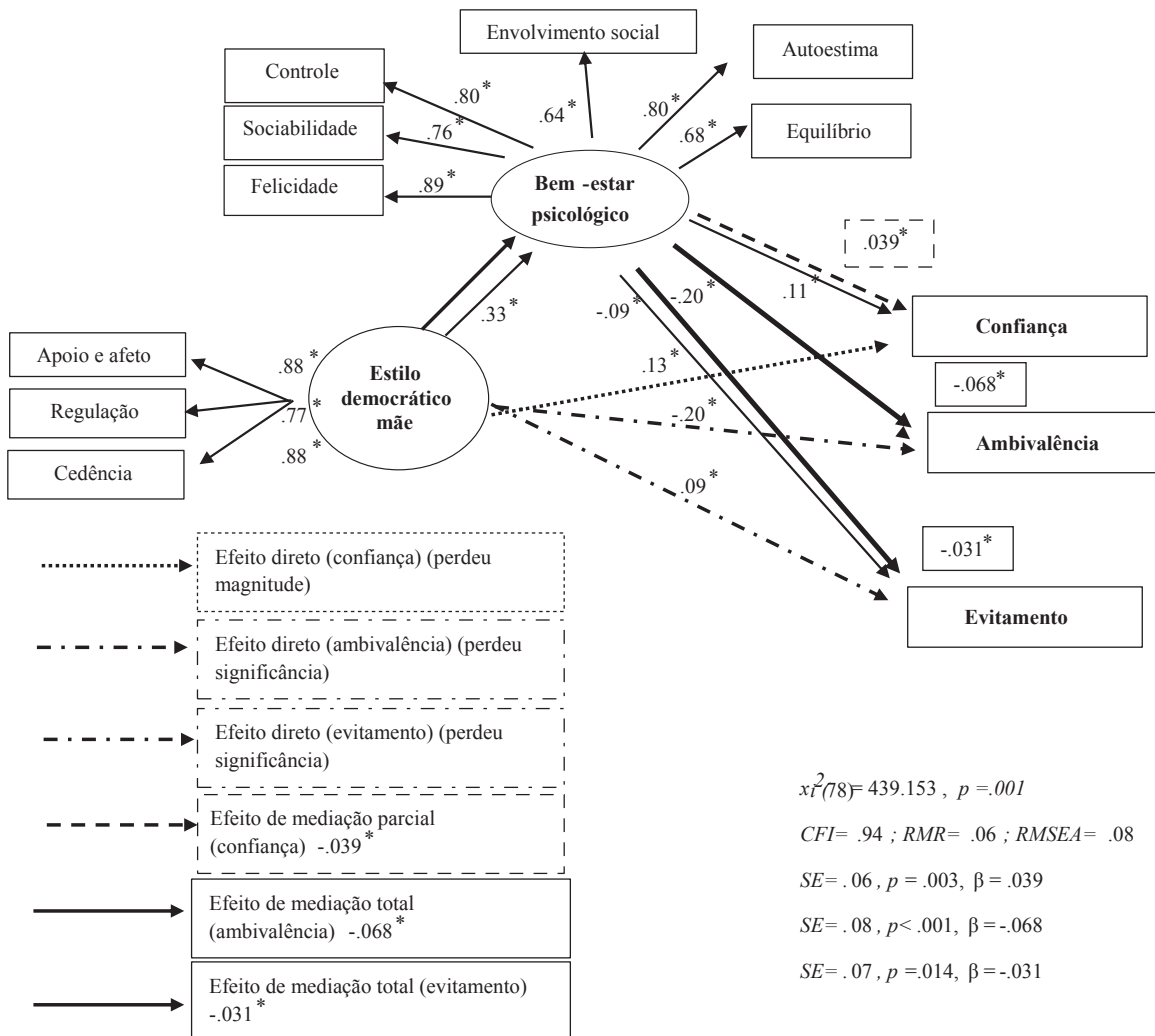 Envolvimento social
Autoestima
Controle
.80*
.64*
.80*
Sociabilidade
.76*
.68*
Equilíbrio
Felicidade
.89*
Bem -estar
psicológico
.039*
.11*
-.20*
-.09*
.33*
Confiança
Apoio e afeto
.88*
Estilo
democrático
mãe
.13*
-.068*
Regulação
.77*
-.20*
Ambivalência
Cedência
.88*
.09*
-.031*
Evitamento
Efeito direto (confiança) (perdeu
magnitude)
Efeito direto (ambivalência) (perdeu
significância)
Efeito direto (evitamento) (perdeu
significância)
Efeito de mediação parcial
(confiança) -.039*
Efeito de mediação total
(ambivalência) -.068*
Efeito de mediação total (evitamento)
-.031*
xi²(78)= 439.153 , p =.001
CFI= .94 ; RMR= .06 ; RMSEA= .08
SE= .06 , p = .003, β = .039
SE= .08 , p< .001, β = -.068
SE= .07 , p =.014, β = -.031